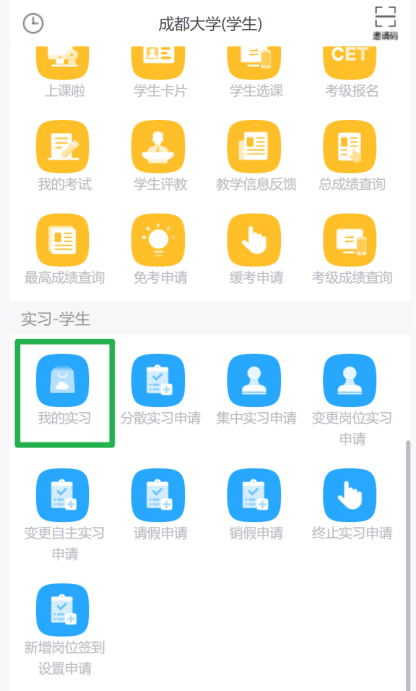 成都大学(学生)
邀请码
CET
上课啦
学生卡片
学生选课
考级报名
我的考试
学生评教
教学信息反馈
总成绩查询
最高成绩查询
免考申请
缓考申请
考级成绩查询
实习-学生
我的实习
分散实习申请
集中实习申请
变更岗位实习
申请
变更自主实习
申请
请假申请
销假申请
终止实习申请
新增岗位签到
设置申请